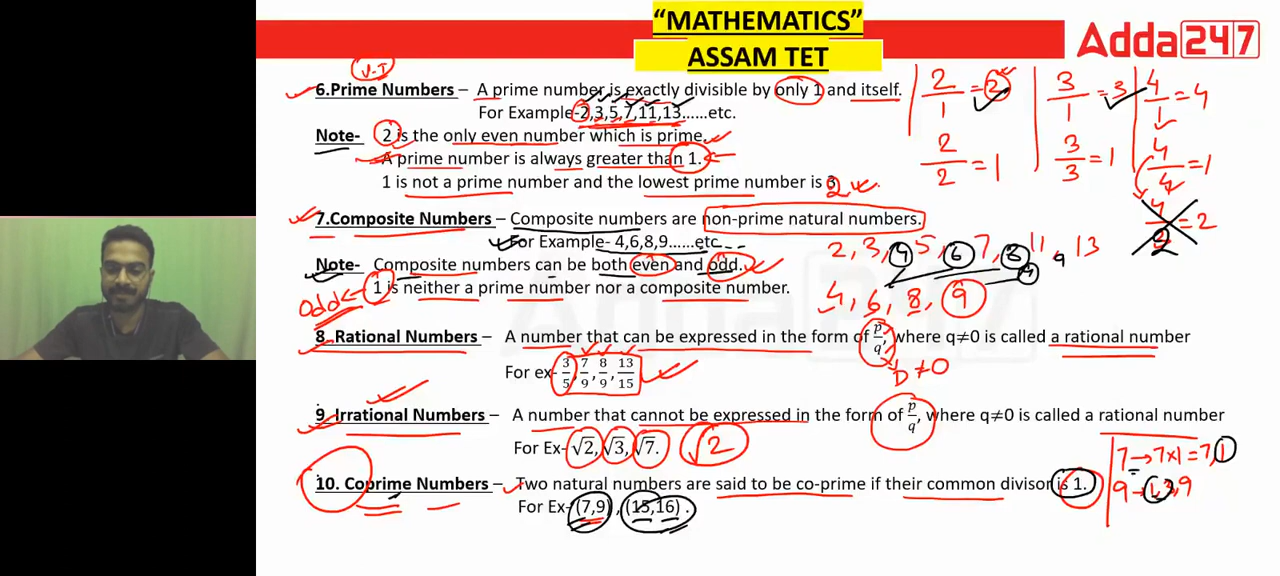 “MATHEMATICS”
ASSAM TET
Adda247
V-I
6.Prime Numbers – A prime number is exactly divisible by only 1 and itself.
For Example-2,3,5,7,11,13......etc.
Note- 2 is the only even number which is prime.
A prime number is always greater than 1.
1 is not a prime number and the lowest prime number is 3
2
2/1 = 2
2/2 = 1
3/1 = 3
3/3 = 1
4/1 = 4
4/4 = 1
4/2 = 2
7.Composite Numbers – Composite numbers are non-prime natural numbers.
For Example- 4,6,8,9......etc
Note- Composite numbers can be both even and odd.
1 is neither a prime number nor a composite number.
odd
2, 3, 4 5, 6 7, 8 9 11, 13
4, 6, 8, 9
8. Rational Numbers – A number that can be expressed in the form of p/q, where q≠0 is called a rational number
For ex- 3/5, 7/9, 8/9, 13/15
D ≠ 0
9. Irrational Numbers – A number that cannot be expressed in the form of p/q, where q≠0 is called a rational number
For Ex- √2, √3, √7. √2
10. Coprime Numbers – Two natural numbers are said to be co-prime if their common divisor is 1.
For Ex- (7,9) , (15,16) .
7 → 7×1 = 7, 1
9 → 1, 3, 9